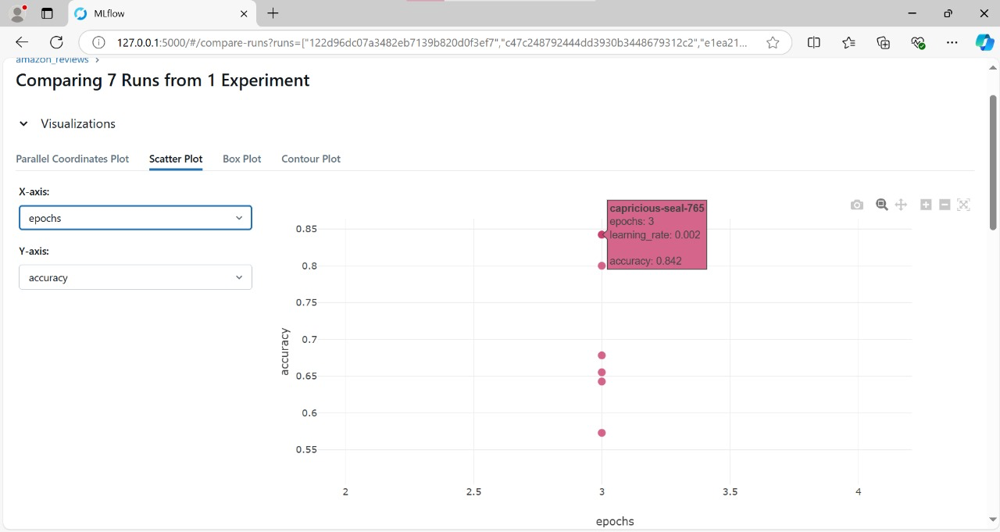 MLflow
127.0.0.1:5000/#/compare-runs?runs=["122d96dc07a3482eb7139b820d0f3ef7","c47c248792444dd3930b3448679312c2","e1ea21...
amazon_reviews >
Comparing 7 Runs from 1 Experiment
Visualizations
Parallel Coordinates Plot Scatter Plot Box Plot Contour Plot
X-axis:
epochs
Y-axis:
accuracy
capricious-seal-765
epochs: 3
learning_rate: 0.002
accuracy: 0.842
0.85
0.8
0.75
0.7
0.65
0.6
0.55
accuracy
2 2.5 3 3.5 4
epochs